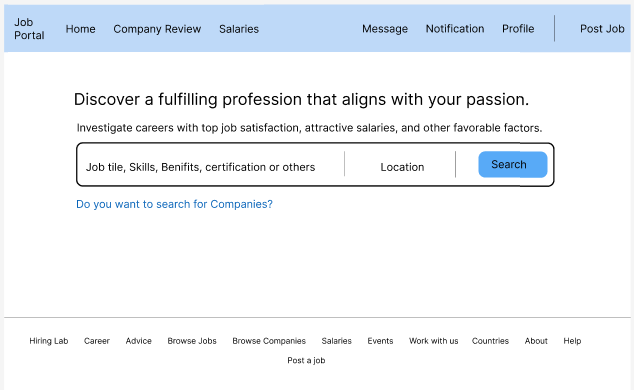 Job
Portal
Home Company Review Salaries Message Notification Profile Post Job
Discover a fulfilling profession that aligns with your passion.
Investigate careers with top job satisfaction, attractive salaries, and other favorable factors.
Job tile, Skills, Benifits, certification or others Location Search
Do you want to search for Companies?
Hiring Lab Career Advice Browse Jobs Browse Companies Salaries Events Work with us Countries About Help
Post a job